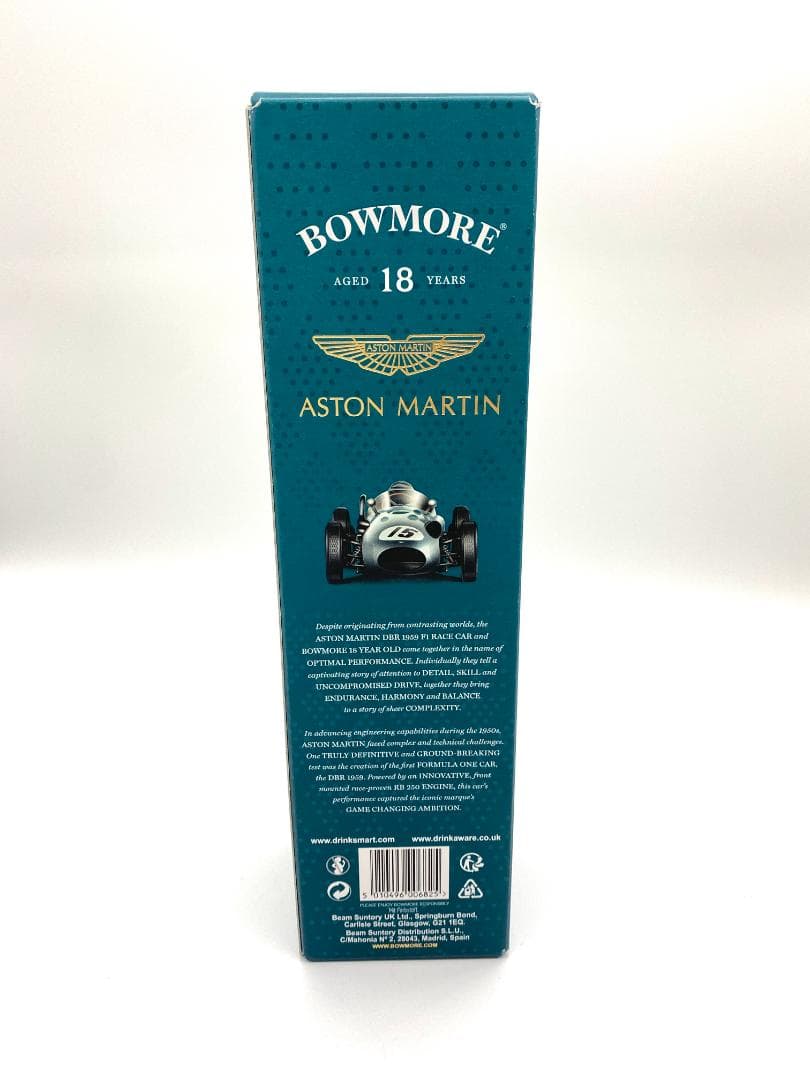 BOWMORE®
AGED 18 YEARS
ASTON MARTIN
ASTON MARTIN
15
Despite originating from contrasting worlds, the
ASTON MARTIN DBR 1959 F1 RACE CAR and
BOWMORE 18 YEAR OLD come together in the name of
OPTIMAL PERFORMANCE. Individually they tell a
captivating story of attention to DETAIL, SKILL and
UNCOMPROMISED DRIVE, together they bring
ENDURANCE, HARMONY and BALANCE
to a story of sheer COMPLEXITY.
In advancing engineering capabilities during the 1950s,
ASTON MARTIN faced complex and technical challenges.
One TRULY DEFINITIVE and GROUND-BREAKING
test was the creation of the first FORMULA ONE CAR,
the DBR 1959. Powered by an INNOVATIVE, front
mounted race-proven RB 250 ENGINE, this car's
performance captured the iconic marque's
GAME CHANGING AMBITION.
www.drinksmart.com www.drinkaware.co.uk
5 010496 006825 >
PLEASE ENJOY BOWMORE RESPONSIBLY
Mit Farbstoff.
Beam Suntory UK Ltd., Springburn Bond,
Carlisle Street, Glasgow, G21 1EQ.
Beam Suntory Distribution S.L.U.,
C/Mahonia Nº 2, 28043, Madrid, Spain
WWW.BOWMORE.COM